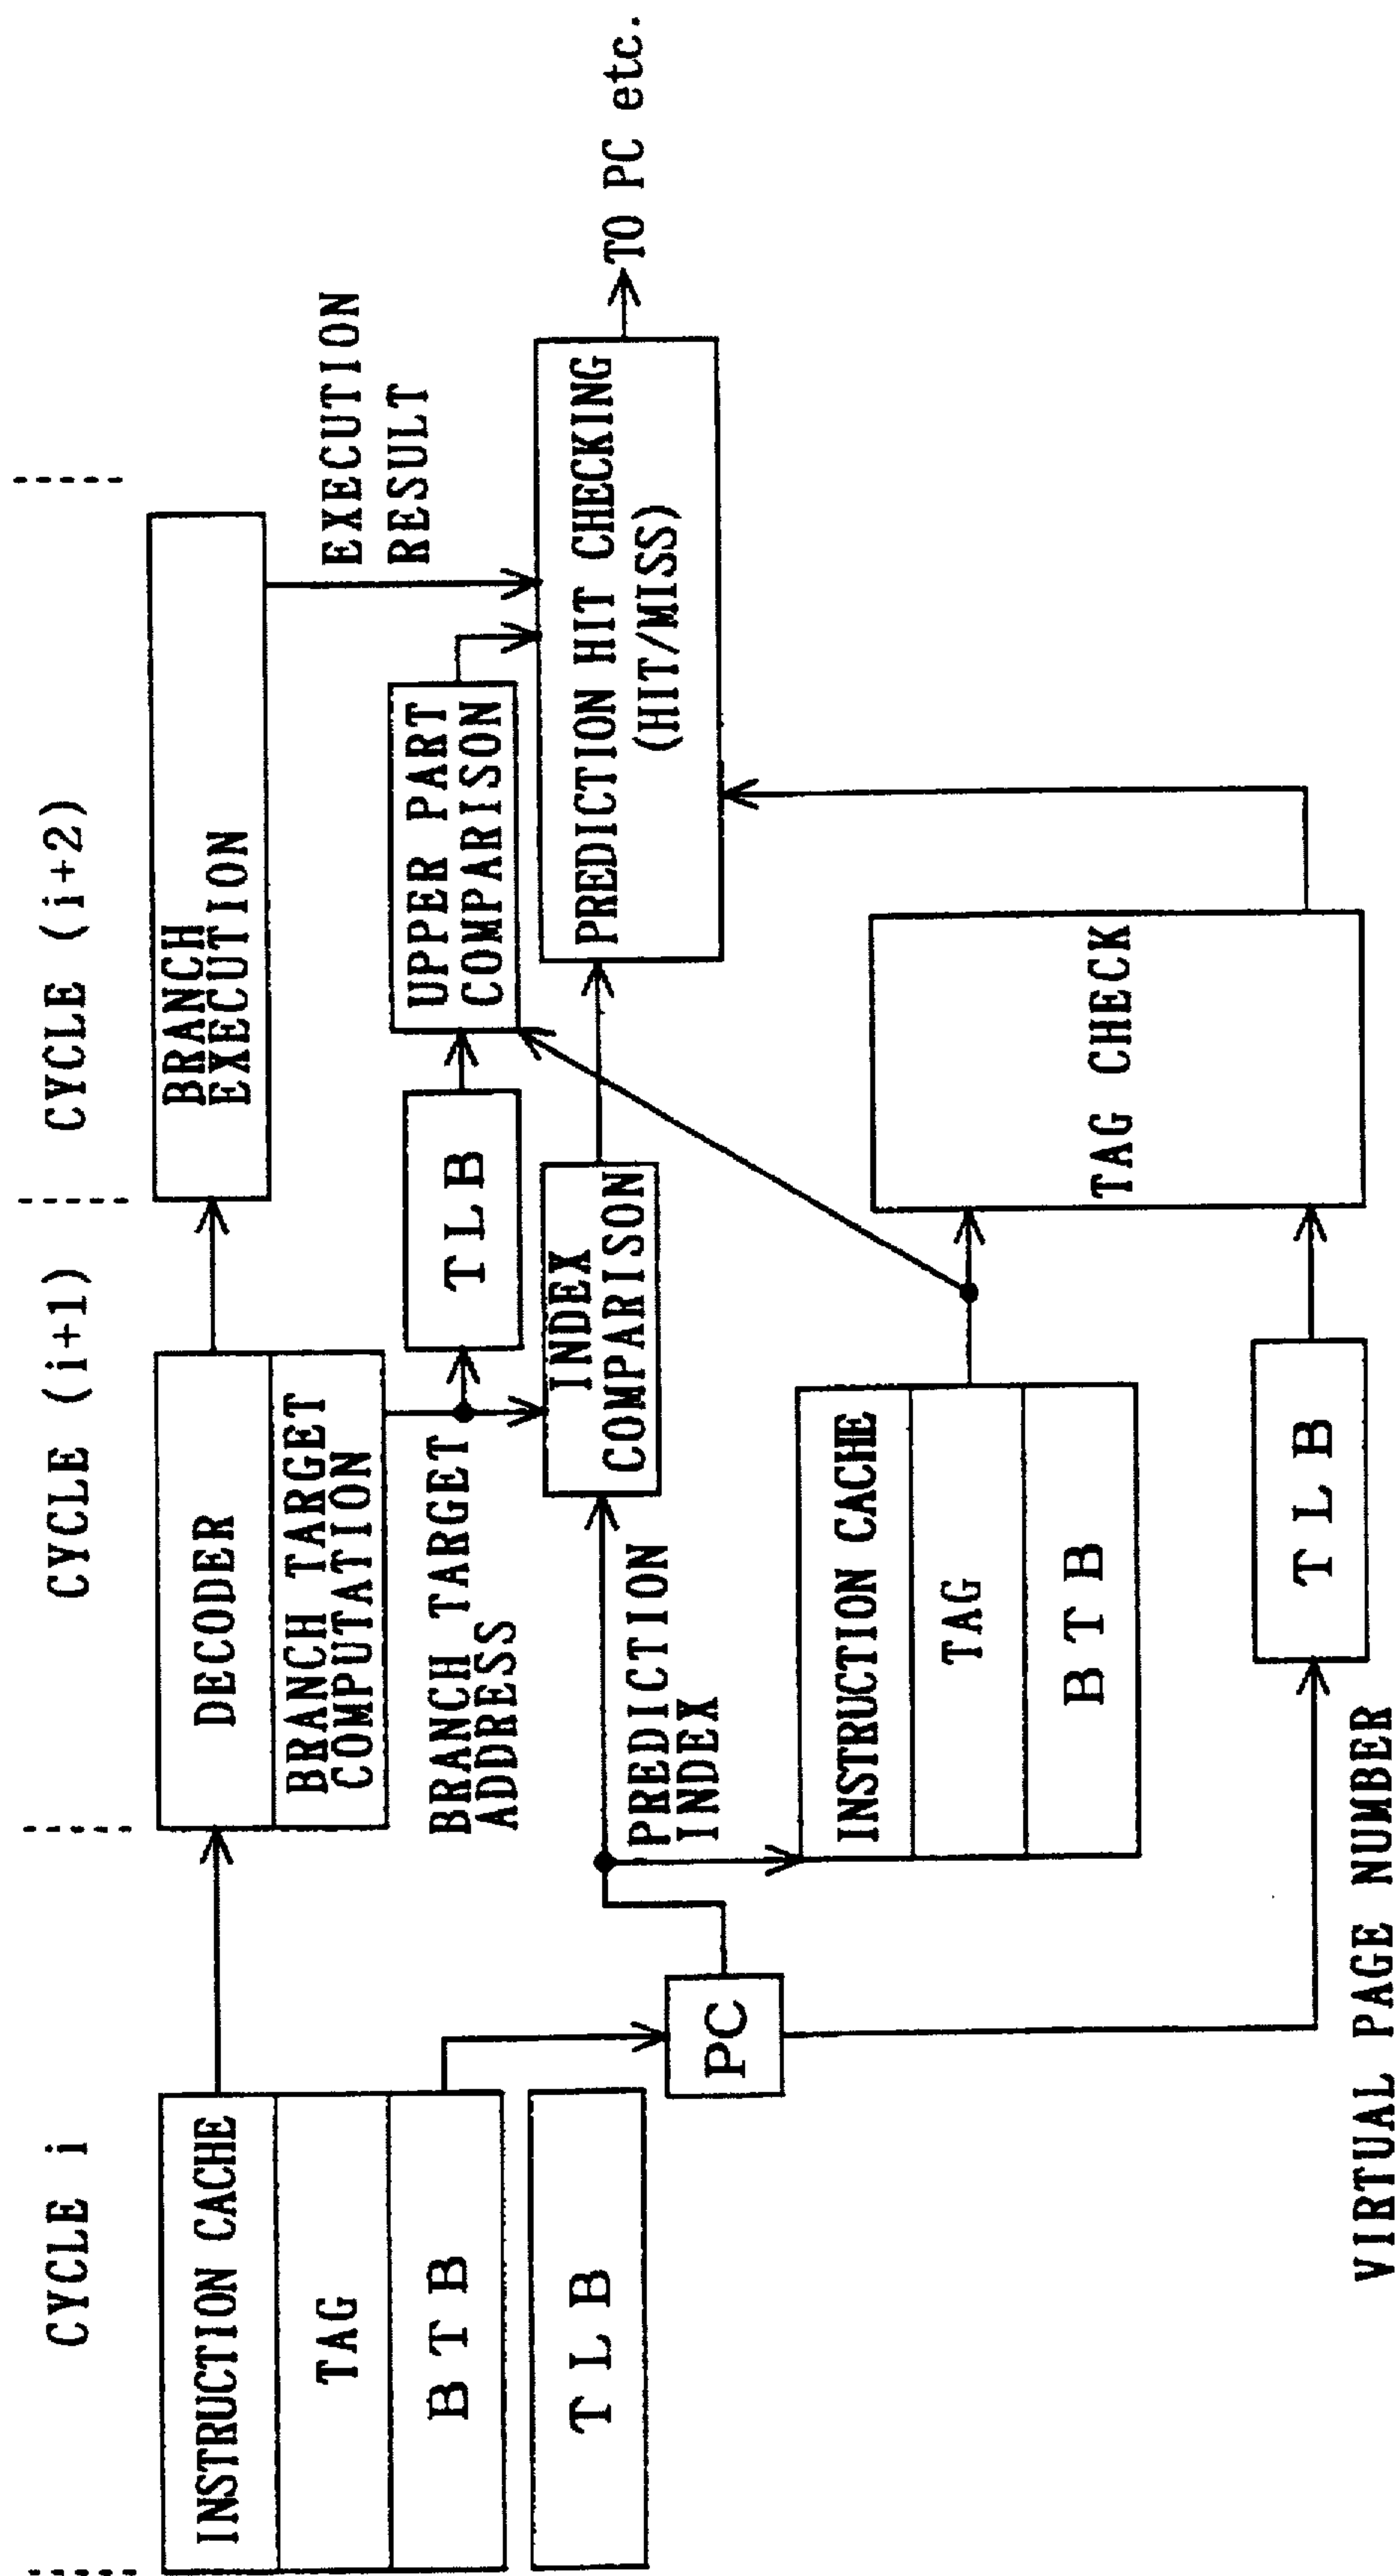 CYCLE i
CYCLE (i+1)
CYCLE (i+2)
INSTRUCTION CACHE
TAG
BTB
TLB
DECODER
BRANCH TARGET
COMPUTATION
BRANCH
EXECUTION
EXECUTION
RESULT
BRANCH TARGET
ADDRESS
TLB
UPPER PART
COMPARISON
INDEX
COMPARISON
PREDICTION HIT CHECKING
(HIT/MISS)
TO PC etc.
PREDICTION
INDEX
PC
INSTRUCTION CACHE
TAG
BTB
TAG CHECK
TLB
VIRTUAL PAGE NUMBER